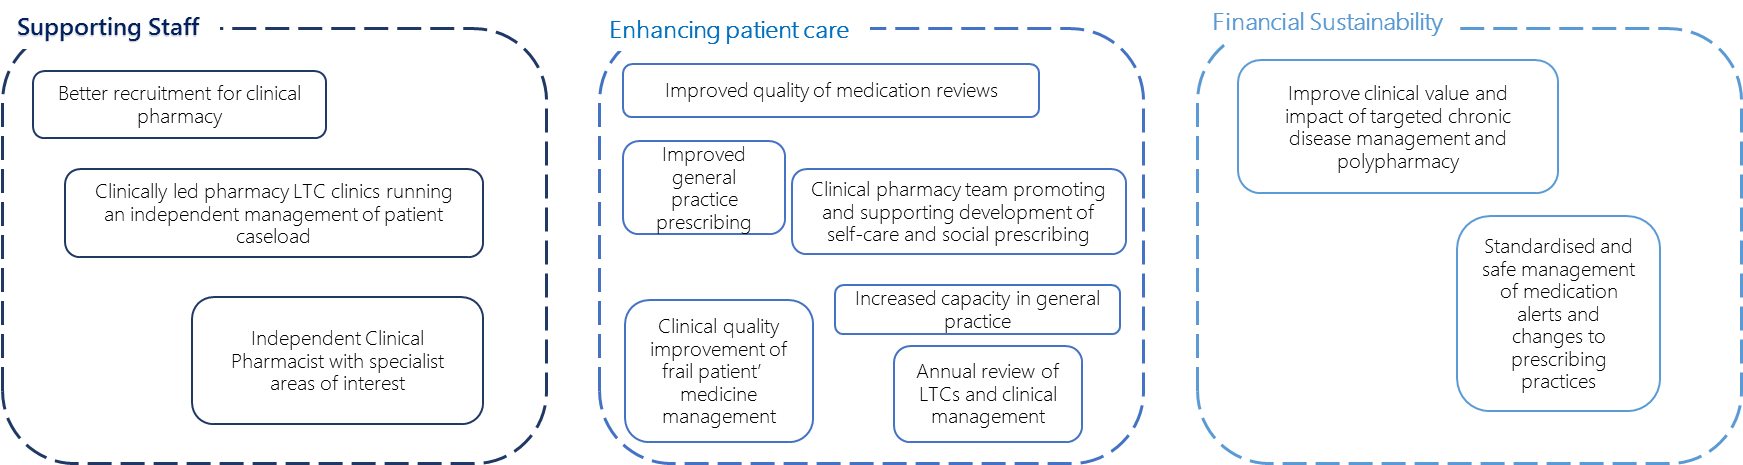 Supporting Staff
Better recruitment for clinical
pharmacy
Clinically led pharmacy LTC clinics running
an independent management of patient
caseload
Independent Clinical
Pharmacist with specialist
areas of interest
Enhancing patient care
Improved quality of medication reviews
Improved
general
practice
prescribing
Clinical pharmacy team promoting
and supporting development of
self-care and social prescribing
Increased capacity in general
practice
Clinical quality
improvement of
frail patient’
medicine
management
Annual review of
LTCs and clinical
management
Financial Sustainability
Improve clinical value and
impact of targeted chronic
disease management and
polypharmacy
Standardised and
safe management
of medication
alerts and
changes to
prescribing
practices